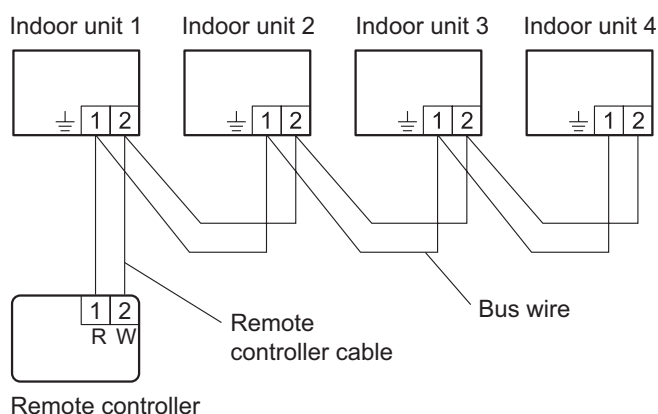 Indoor unit 1 Indoor unit 2 Indoor unit 3 Indoor unit 4
1 2 1 2 1 2 1 2
1 2
R W
Remote
controller cable
Bus wire
Remote controller